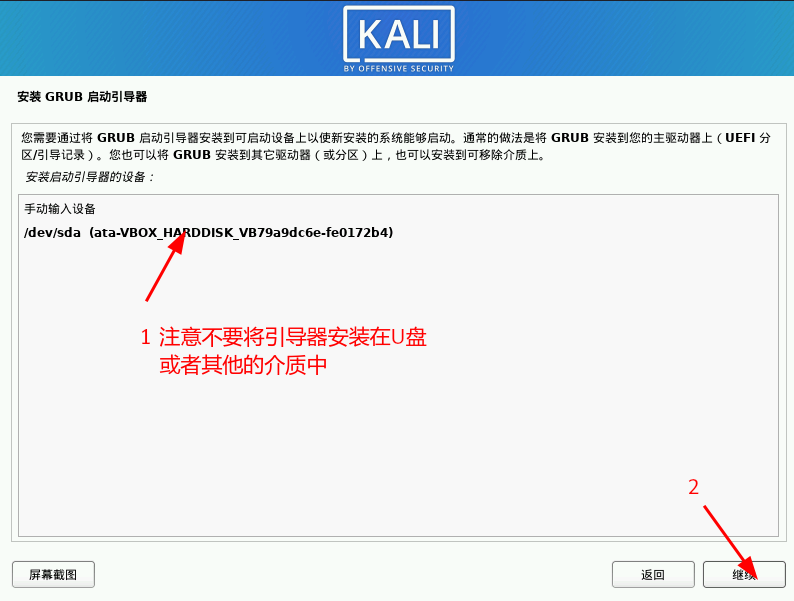 KALI
BY OFFENSIVE SECURITY
安装 GRUB 启动引导器
您需要通过将 GRUB 启动引导器安装到可启动设备上以使新安装的系统能够启动。通常的做法是将 GRUB 安装到您的主驱动器上（UEFI 分
区/引导记录）。您也可以将 GRUB 安装到其它驱动器（或分区）上，也可以安装到可移除介质上。
安装启动引导器的设备：
手动输入设备
/dev/sda (ata-VBOX_HARDDISK_VB79a9dc6e-fe0172b4)
1 注意不要将引导器安装在U盘
或者其他的介质中
2
屏幕截图
返回
继续